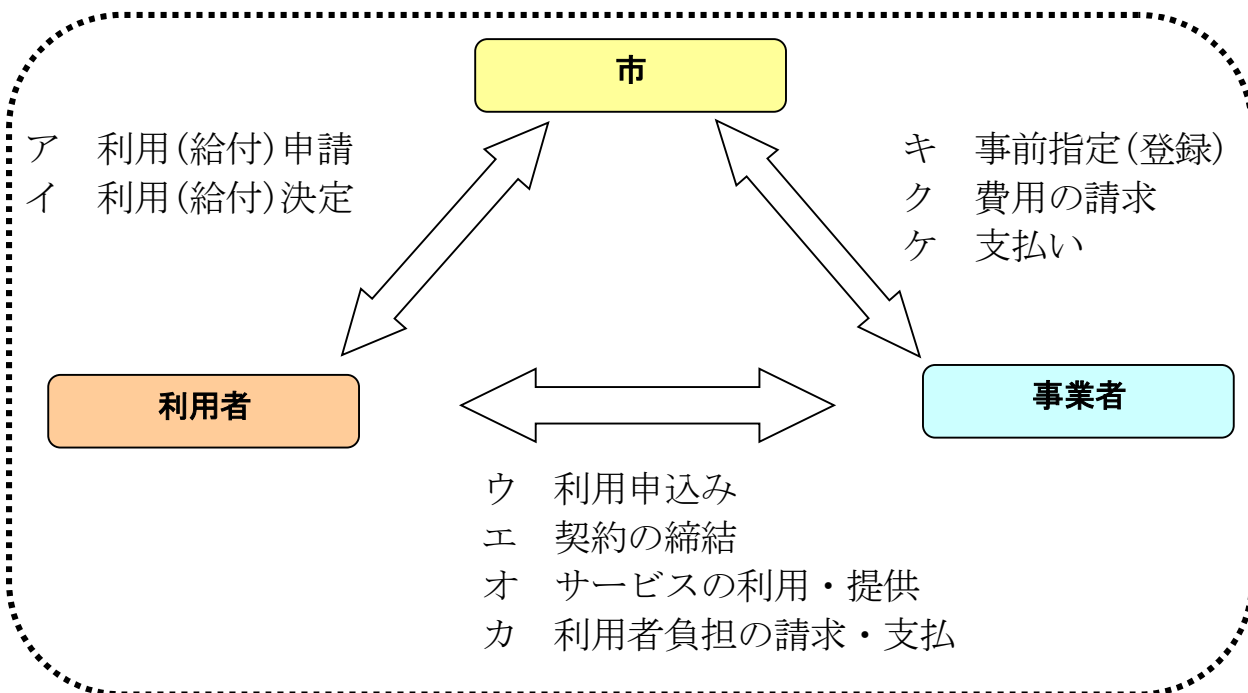 市
ア 利用(給付)申請
イ 利用(給付)決定
キ 事前指定(登録)
ク 費用の請求
ケ 支払い
利用者
事業者
ウ 利用申込み
エ 契約の締結
オ サービスの利用・提供
カ 利用者負担の請求・支払